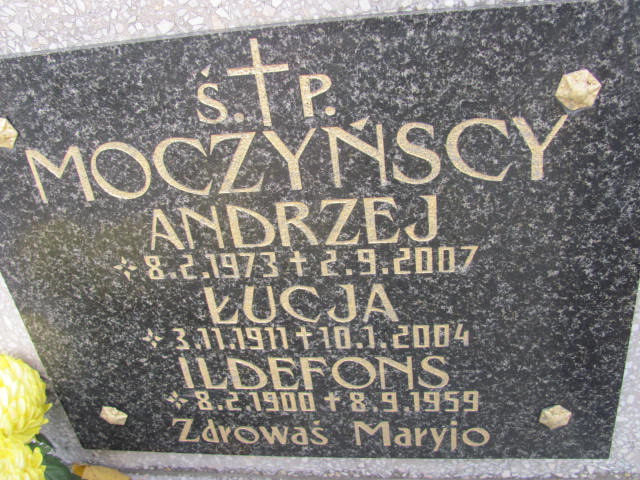 Ś. P.
MOCZYŃSCY
ANDRZEJ
8.2.1973 + 2.9.2007
ŁUCJA
3.11.1911 + 10.1.2004
ILDEFONS
8.2.1900 + 8.9.1959
Zdrowaś Maryjo